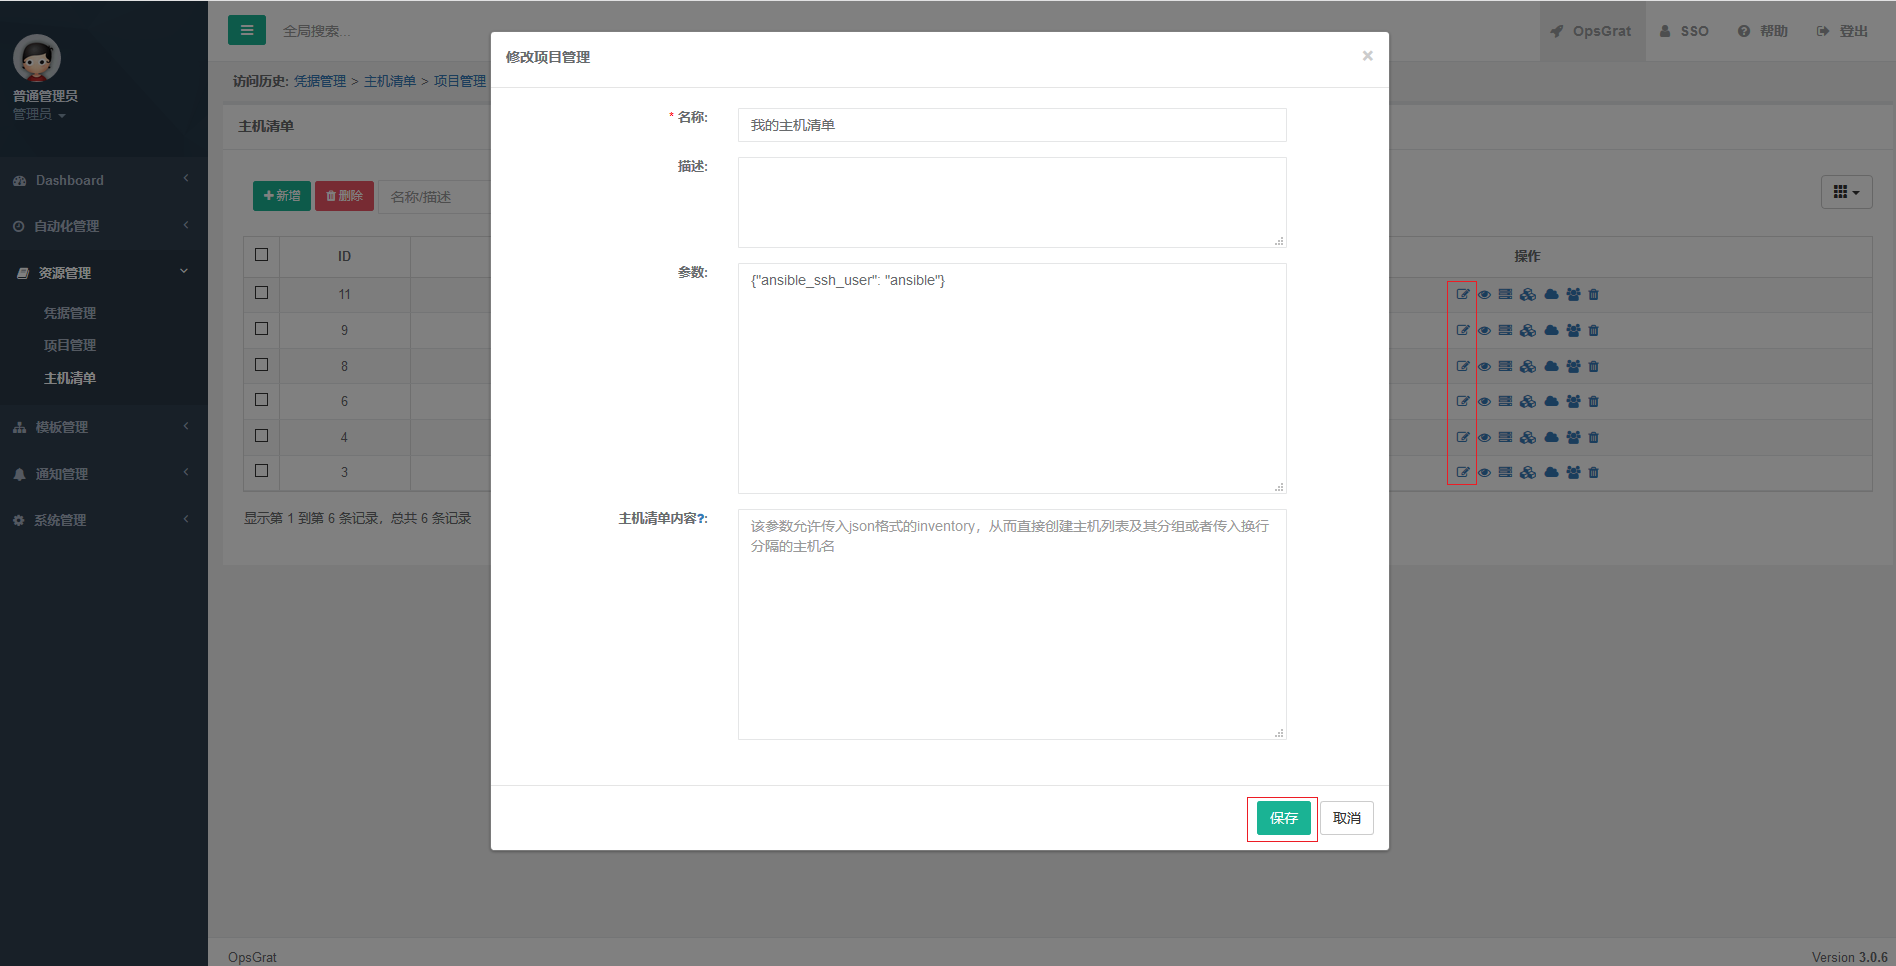 全局搜索...
OpsGrat
SSO
帮助
登出
普通管理员
管理员
Dashboard
自动化管理
资源管理
凭据管理
项目管理
主机清单
模板管理
通知管理
系统管理
访问历史: 凭据管理 > 主机清单 > 项目管理
主机清单
新增
删除
名称/描述
ID
操作
11
9
8
6
4
3
显示第 1 到第 6 条记录，总共 6 条记录
修改项目管理
×
* 名称:
我的主机清单
描述:
参数:
{"ansible_ssh_user": "ansible"}
主机清单内容?:
该参数允许传入json格式的inventory，从而直接创建主机列表及其分组或者传入换行
分隔的主机名
保存
取消
OpsGrat
Version 3.0.6